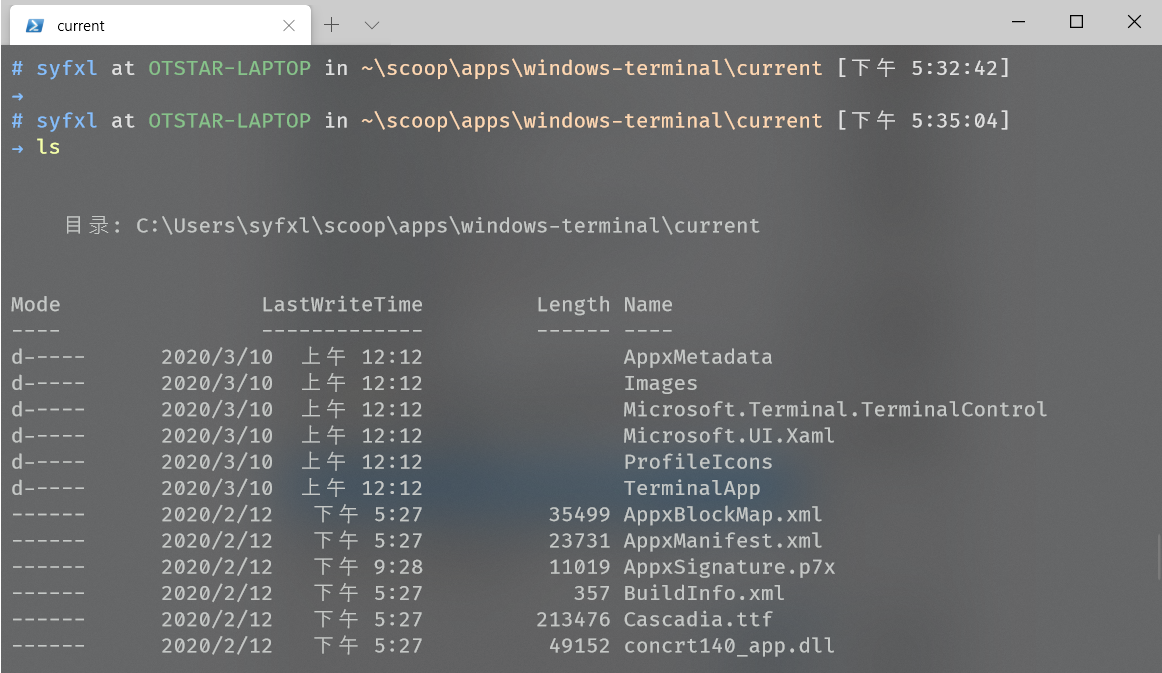 current
# syfxl at OTSTAR-LAPTOP in ~\scoop\apps\windows-terminal\current [下午 5:32:42]
→
# syfxl at OTSTAR-LAPTOP in ~\scoop\apps\windows-terminal\current [下午 5:35:04]
→ ls
目录: C:\Users\syfxl\scoop\apps\windows-terminal\current
Mode LastWriteTime Length Name
---- ------------- ------ ----
d----- 2020/3/10 上午 12:12 AppxMetadata
d----- 2020/3/10 上午 12:12 Images
d----- 2020/3/10 上午 12:12 Microsoft.Terminal.TerminalControl
d----- 2020/3/10 上午 12:12 Microsoft.UI.Xaml
d----- 2020/3/10 上午 12:12 ProfileIcons
d----- 2020/3/10 上午 12:12 TerminalApp
------ 2020/2/12 下午 5:27 35499 AppxBlockMap.xml
------ 2020/2/12 下午 5:27 23731 AppxManifest.xml
------ 2020/2/12 下午 9:28 11019 AppxSignature.p7x
------ 2020/2/12 下午 5:27 357 BuildInfo.xml
------ 2020/2/12 下午 5:27 213476 Cascadia.ttf
------ 2020/2/12 下午 5:27 49152 concrt140_app.dll